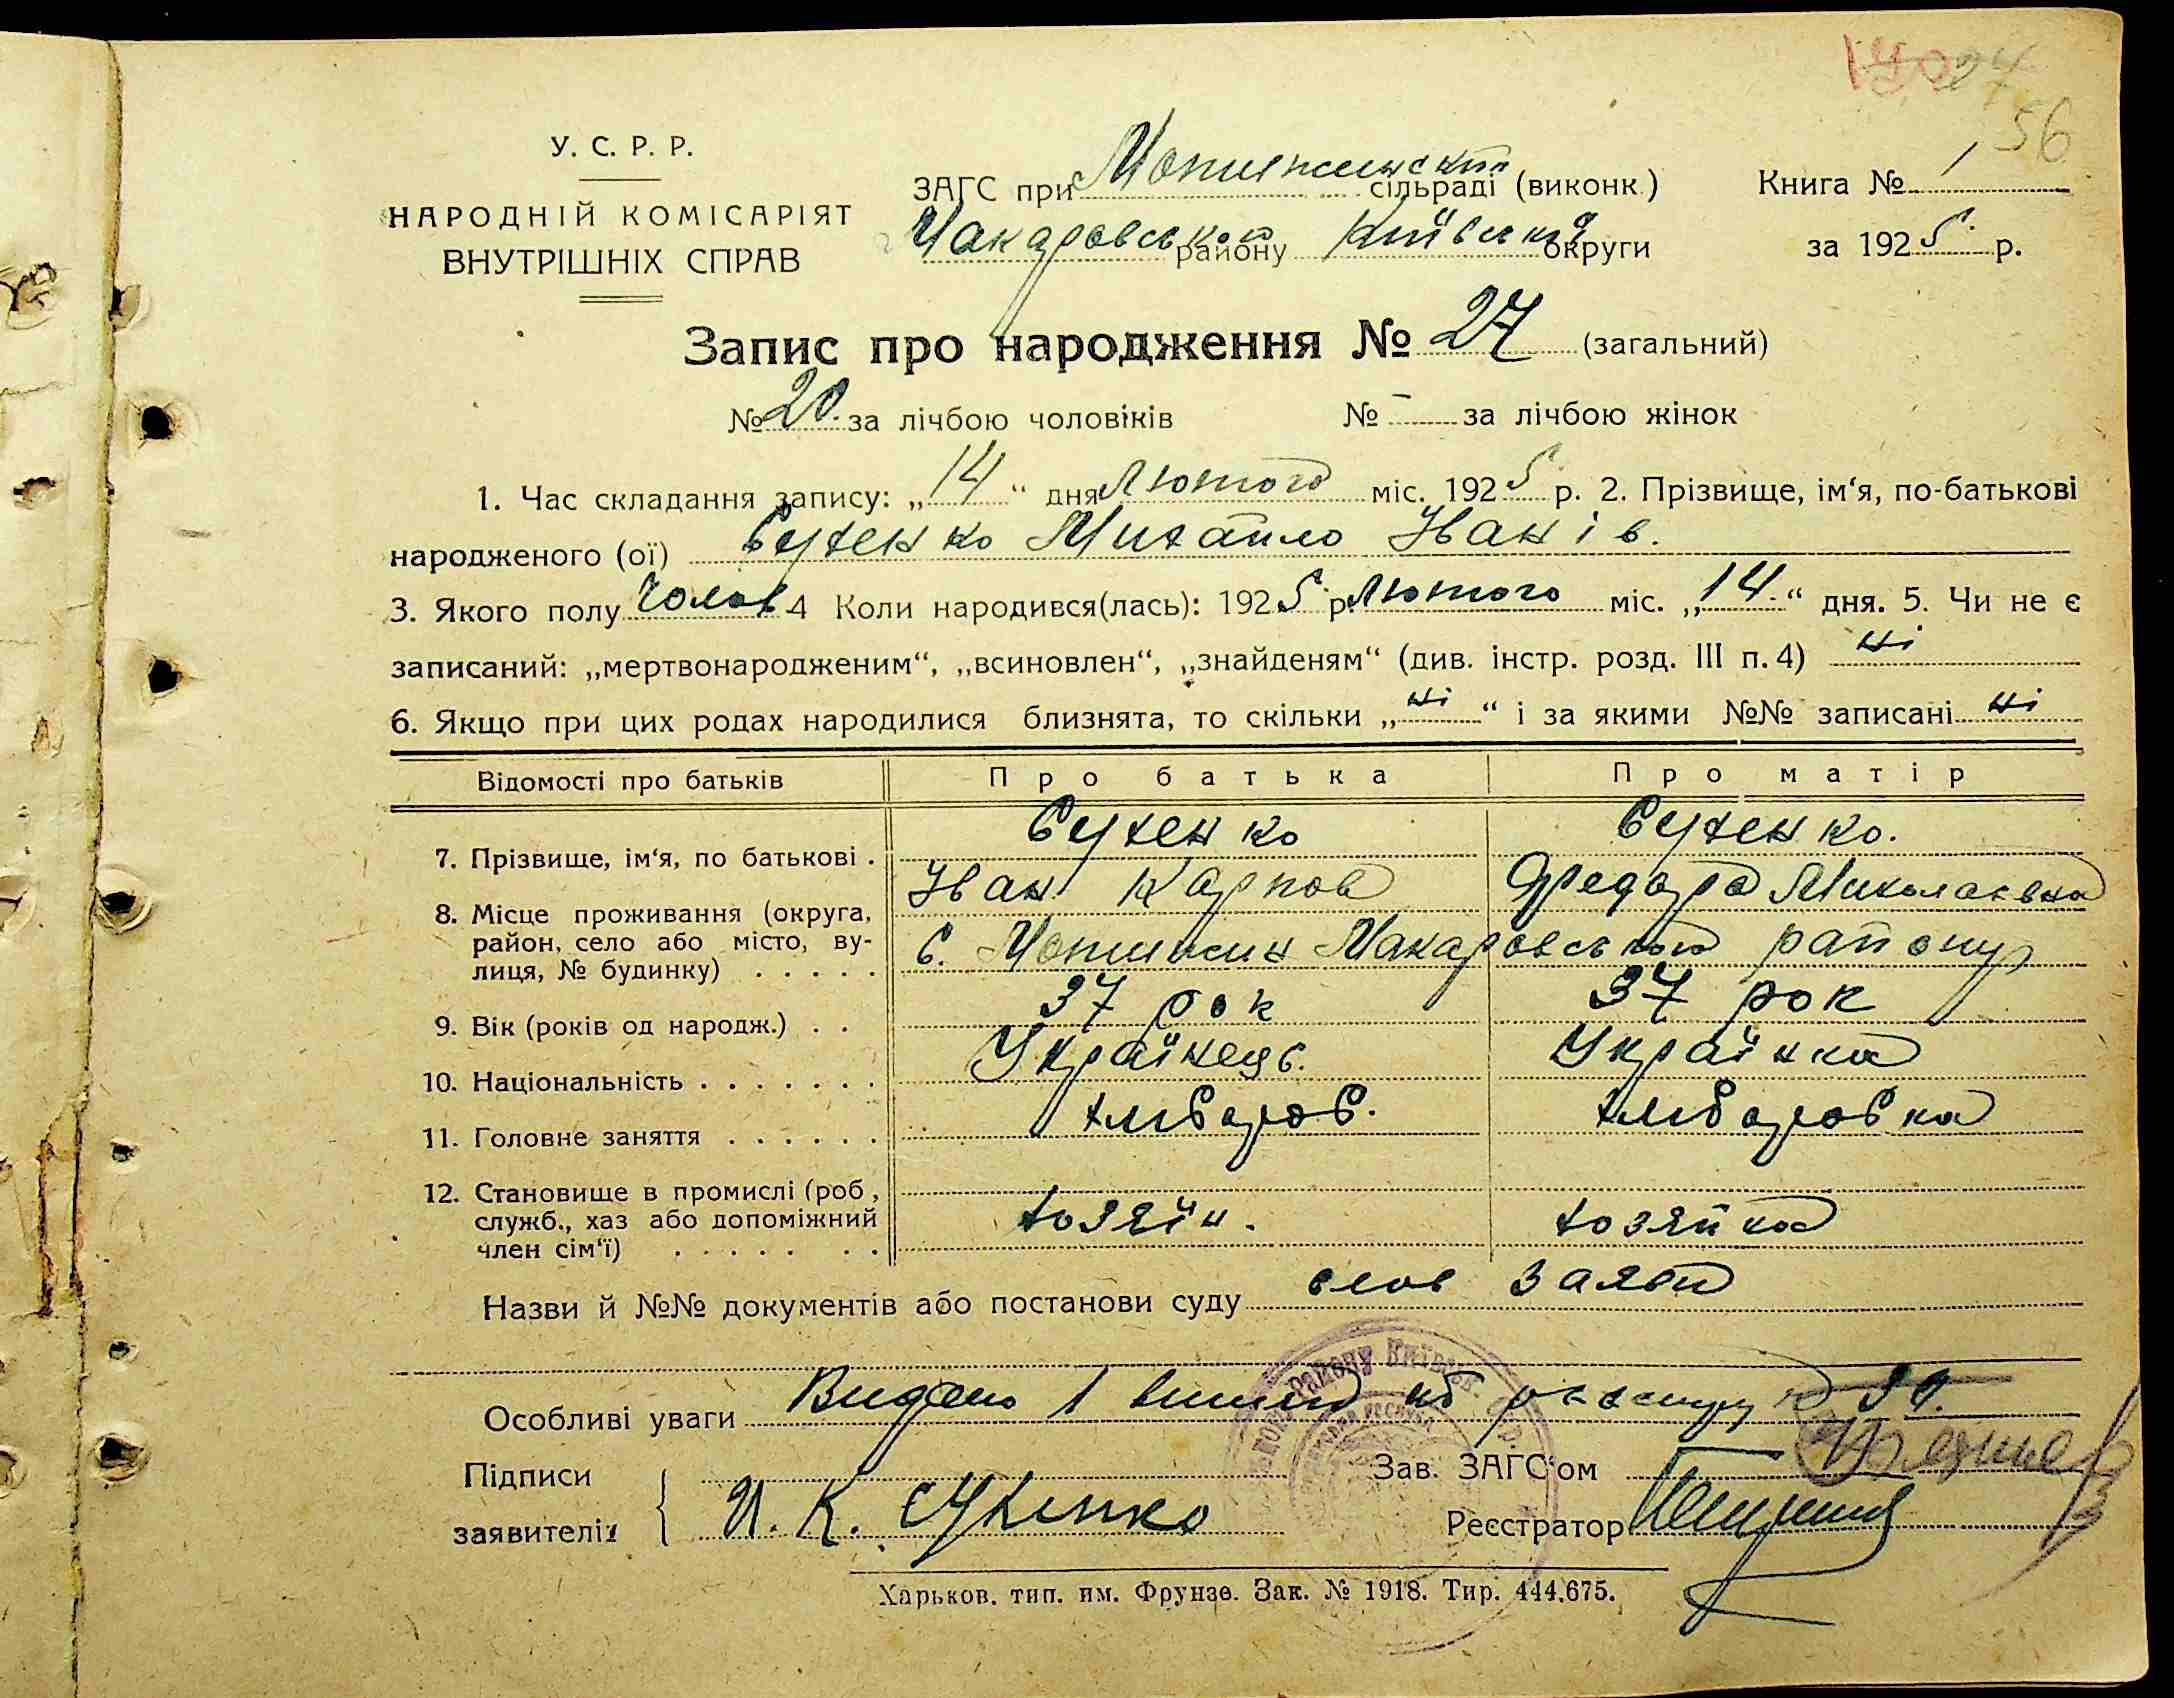 24
56
У. С. Р. Р.
НАРОДНІЙ КОМІСАРІЯТ
ВНУТРІШНІХ СПРАВ
ЗАГС при Мотижинській сільраді (виконк.)
Макаровського району Київської округи
Книга № 1
за 1925 р.
Запис про народження № 27 (загальний)
№ 20. за лічбою чоловіків № - за лічбою жінок
1. Час складання запису: „14“ дня Лютого міс. 1925 р. 2. Прізвище, ім‘я, по-батькові
народженого (ої) Сухенко Михайло Іванів.
3. Якого полу чолов 4 Коли народився(лась): 1925 р. Лютого міс. „14.“ дня. 5. Чи не є
записаний: „мертвонародженим“, „всиновлен“, „знайденям“ (див. інстр. розд. III п. 4) ні
6. Якщо при цих родах народилися близнята, то скільки „ні“ і за якими №№ записані ні
Відомості про батьків Про батька Про матір
7. Прізвище, ім‘я, по батькові . Сухенко Сухенко.
Іван Карпов Федора Миколаєвна
8. Місце проживання (округа, район, село або місто, вулиця, № будинку) . . . . . с. Мотижин Макаровського району
9. Вік (років од народж.) . . 37 рок 37 рок
10. Національність . . . . . . . Українець. Українка
11. Головне заняття . . . . . . хлібороб. хліборобка
12. Становище в промислі (роб, служб., хаз або допоміжний член сім‘ї) . . . . . . . хозяїн. хозяйка
Назви й №№ документів або постанови суду слов заява
Особливі уваги Видано 1
Підписи
заявителів И. К. Сухенко
Зав. ЗАГС‘ом
Реєстратор
Харьков. тип. им. Фрунзе. Зак. № 1918. Тир. 444.675.